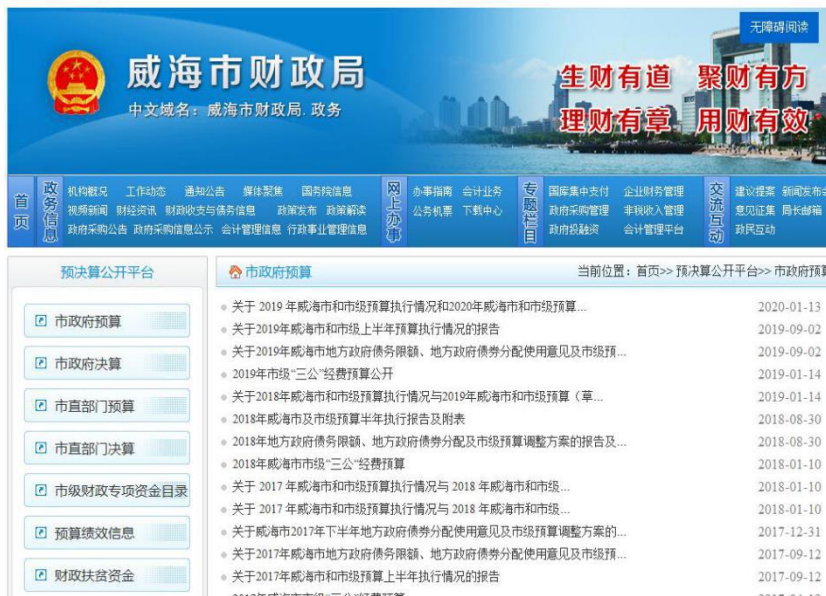 无障碍阅读
威海市财政局
中文域名：威海市财政局.政务
生财有道 聚财有方
理财有章 用财有效
首页
政务信息
机构概况 工作动态 通知公告 媒体聚焦 国务院信息
视频新闻 财经资讯 财政收支与债务信息 政策发布 政策解读
政府采购公告 政府采购信息公示 会计管理信息 行政事业管理信息
网上办事
办事指南 会计业务
公务机票 下载中心
专题栏目
国库集中支付 企业财务管理
政府采购管理 非税收入管理
政府投融资 会计管理平台
交流互动
建议提案 新闻发布会
意见征集 局长邮箱
政民互动
预决算公开平台
市政府预算
市政府决算
市直部门预算
市直部门决算
市级财政专项资金目录
预算绩效信息
财政扶贫资金
市政府预算
当前位置：首页>> 预决算公开平台>> 市政府预算
关于 2019 年威海市和市级预算执行情况和2020年威海市和市级预算... 2020-01-13
关于2019年威海市和市级上半年预算执行情况的报告 2019-09-02
关于2019年威海市地方政府债务限额、地方政府债券分配使用意见及市级预... 2019-09-02
2019年市级“三公”经费预算公开 2019-01-14
关于2018年威海市和市级预算执行情况与2019年威海市和市级预算（草... 2019-01-14
2018年威海市及市级预算半年执行报告及附表 2018-08-30
2018年地方政府债务限额、地方政府债券分配及市级预算调整方案的报告及... 2018-08-30
2018年威海市市级“三公”经费预算 2018-01-10
关于 2017 年威海市和市级预算执行情况与 2018 年威海市和市级... 2018-01-10
关于 2017 年威海市和市级预算执行情况与 2018 年威海市和市级... 2018-01-10
关于威海市2017年下半年地方政府债券分配使用意见及市级预算调整方案的... 2017-12-31
关于2017年威海市地方政府债务限额、地方政府债券分配使用意见及市级预... 2017-09-12
关于2017年威海市和市级预算上半年执行情况的报告 2017-09-12